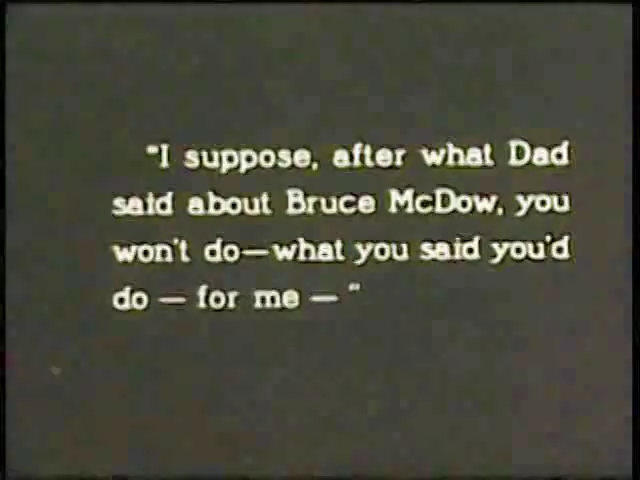 "I suppose, after what Dad
said about Bruce McDow, you
won't do—what you said you'd
do — for me — "